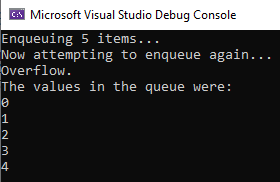 Microsoft Visual Studio Debug Console
Enqueuing 5 items...
Now attempting to enqueue again...
Overflow.
The values in the queue were:
0
1
2
3
4